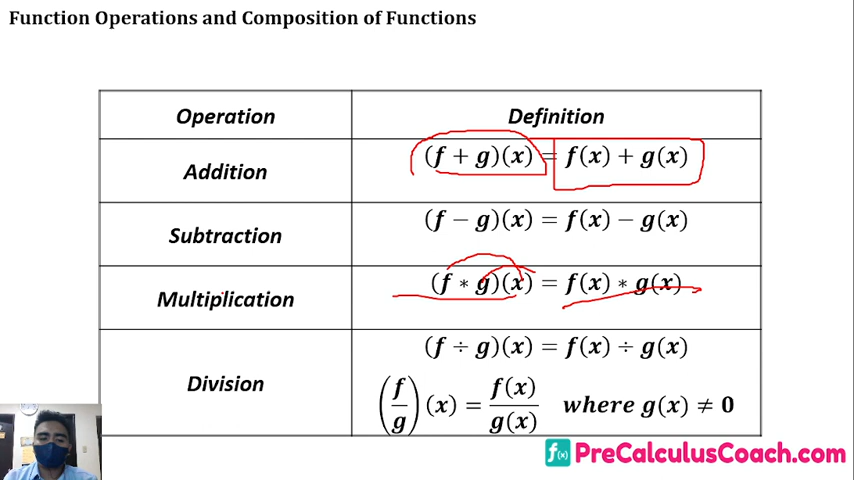 Function Operations and Composition of Functions
Operation Definition
Addition (f + g)(x) = f(x) + g(x)
Subtraction (f − g)(x) = f(x) − g(x)
Multiplication (f ∗ g)(x) = f(x) ∗ g(x)
Division (f ÷ g)(x) = f(x) ÷ g(x)
(f/g)(x) = f(x)/g(x) where g(x) ≠ 0
f(x) PreCalculusCoach.com